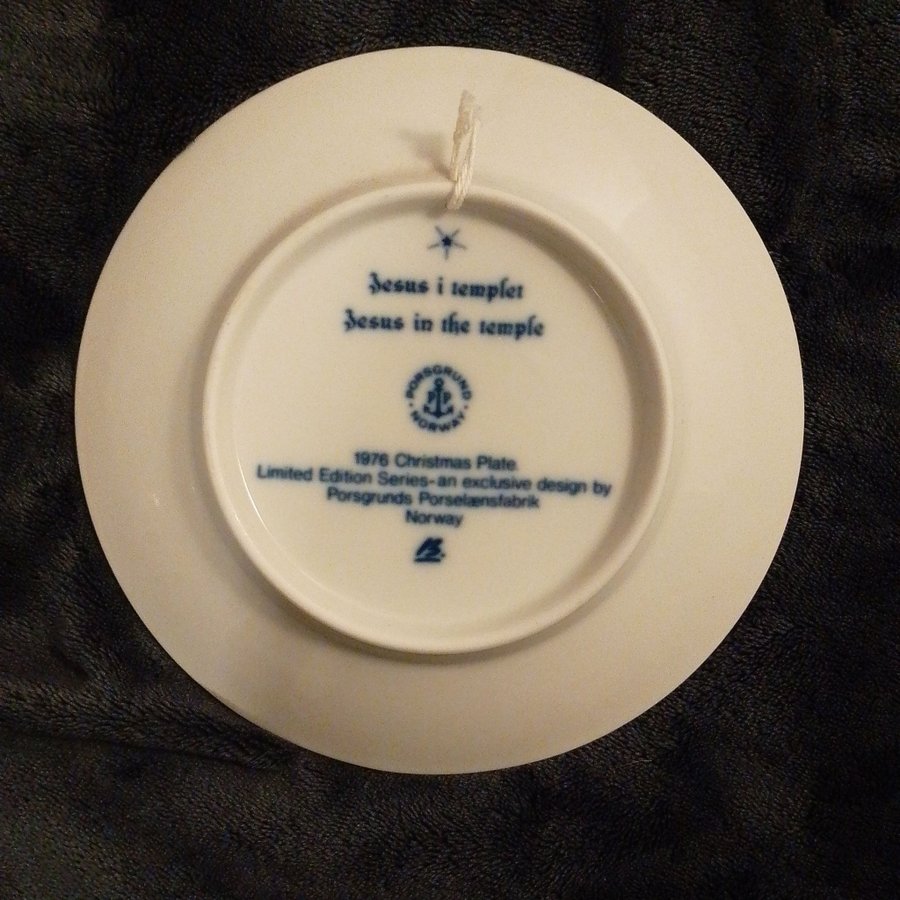 Jesus i templet
Jesus in the temple
PORSGRUND
PP
NORWAY
1976 Christmas Plate.
Limited Edition Series-an exclusive design by
Porsgrunds Porselænsfabrik
Norway